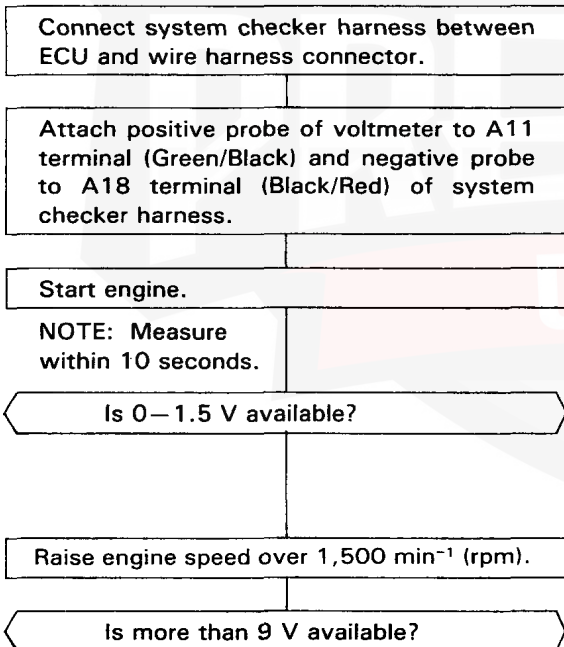 Connect system checker harness between
ECU and wire harness connector.
Attach positive probe of voltmeter to A11
terminal (Green/Black) and negative probe
to A18 terminal (Black/Red) of system
checker harness.
Start engine.
NOTE: Measure
within 10 seconds.
Is 0—1.5 V available?
Raise engine speed over 1,500 min⁻¹ (rpm).
Is more than 9 V available?